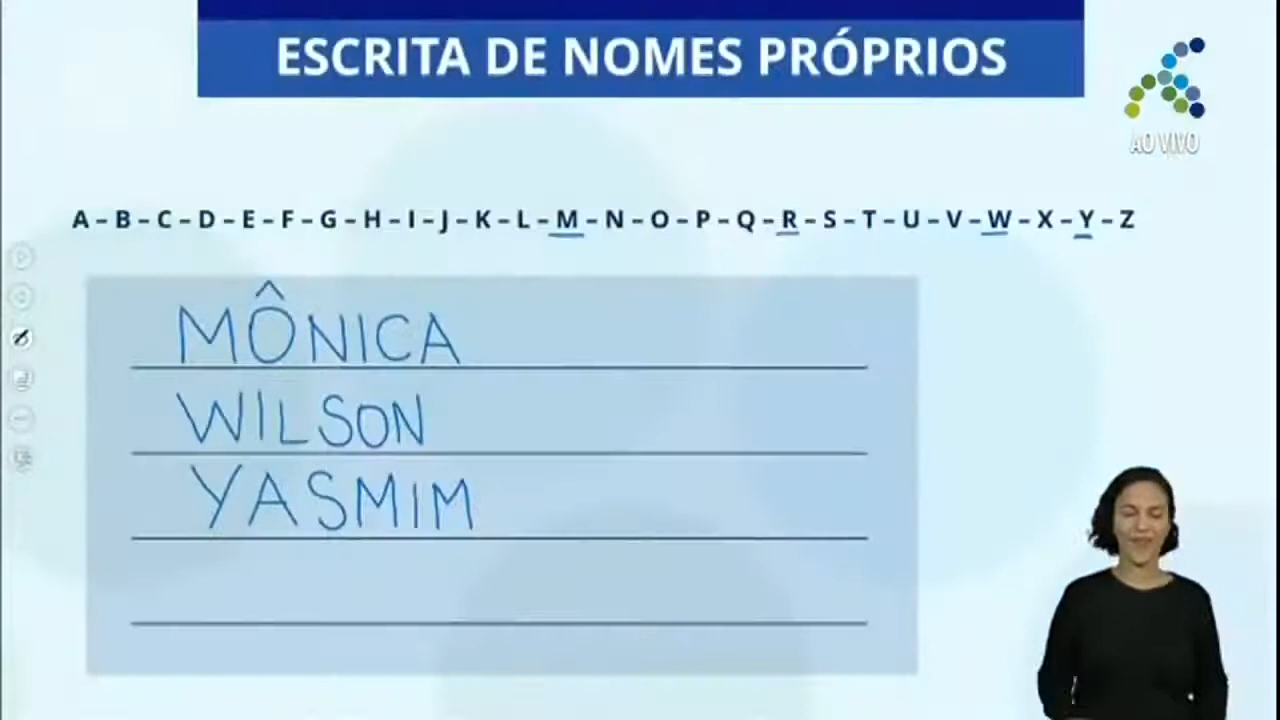 ESCRITA DE NOMES PRÓPRIOS
AO VIVO
A – B – C – D – E – F – G – H – I – J – K – L – M – N – O – P – Q – R – S – T – U – V – W – X – Y – Z
MÔNICA
WILSON
YASMIM